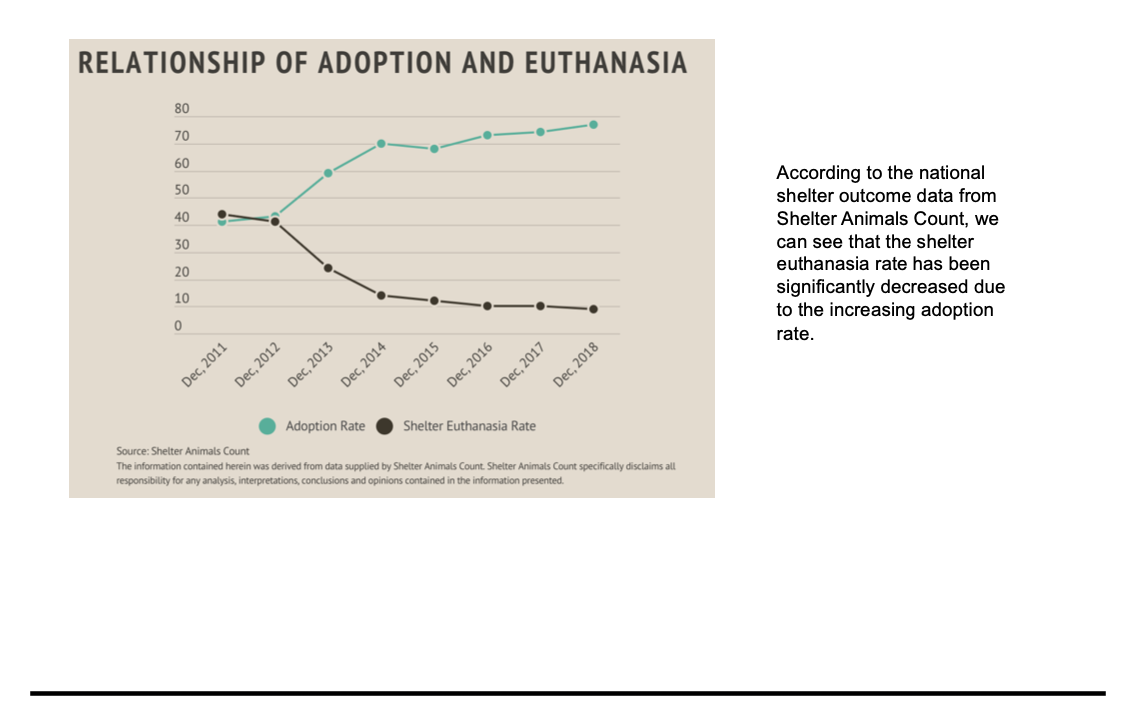 RELATIONSHIP OF ADOPTION AND EUTHANASIA
80
70
60
50
40
30
20
10
0
Dec, 2011
Dec, 2012
Dec, 2013
Dec, 2014
Dec, 2015
Dec, 2016
Dec, 2017
Dec, 2018
Adoption Rate
Shelter Euthanasia Rate
Source: Shelter Animals Count
The information contained herein was derived from data supplied by Shelter Animals Count. Shelter Animals Count specifically disclaims all
responsibility for any analysis, interpretations, conclusions and opinions contained in the information presented.
According to the national
shelter outcome data from
Shelter Animals Count, we
can see that the shelter
euthanasia rate has been
significantly decreased due
to the increasing adoption
rate.